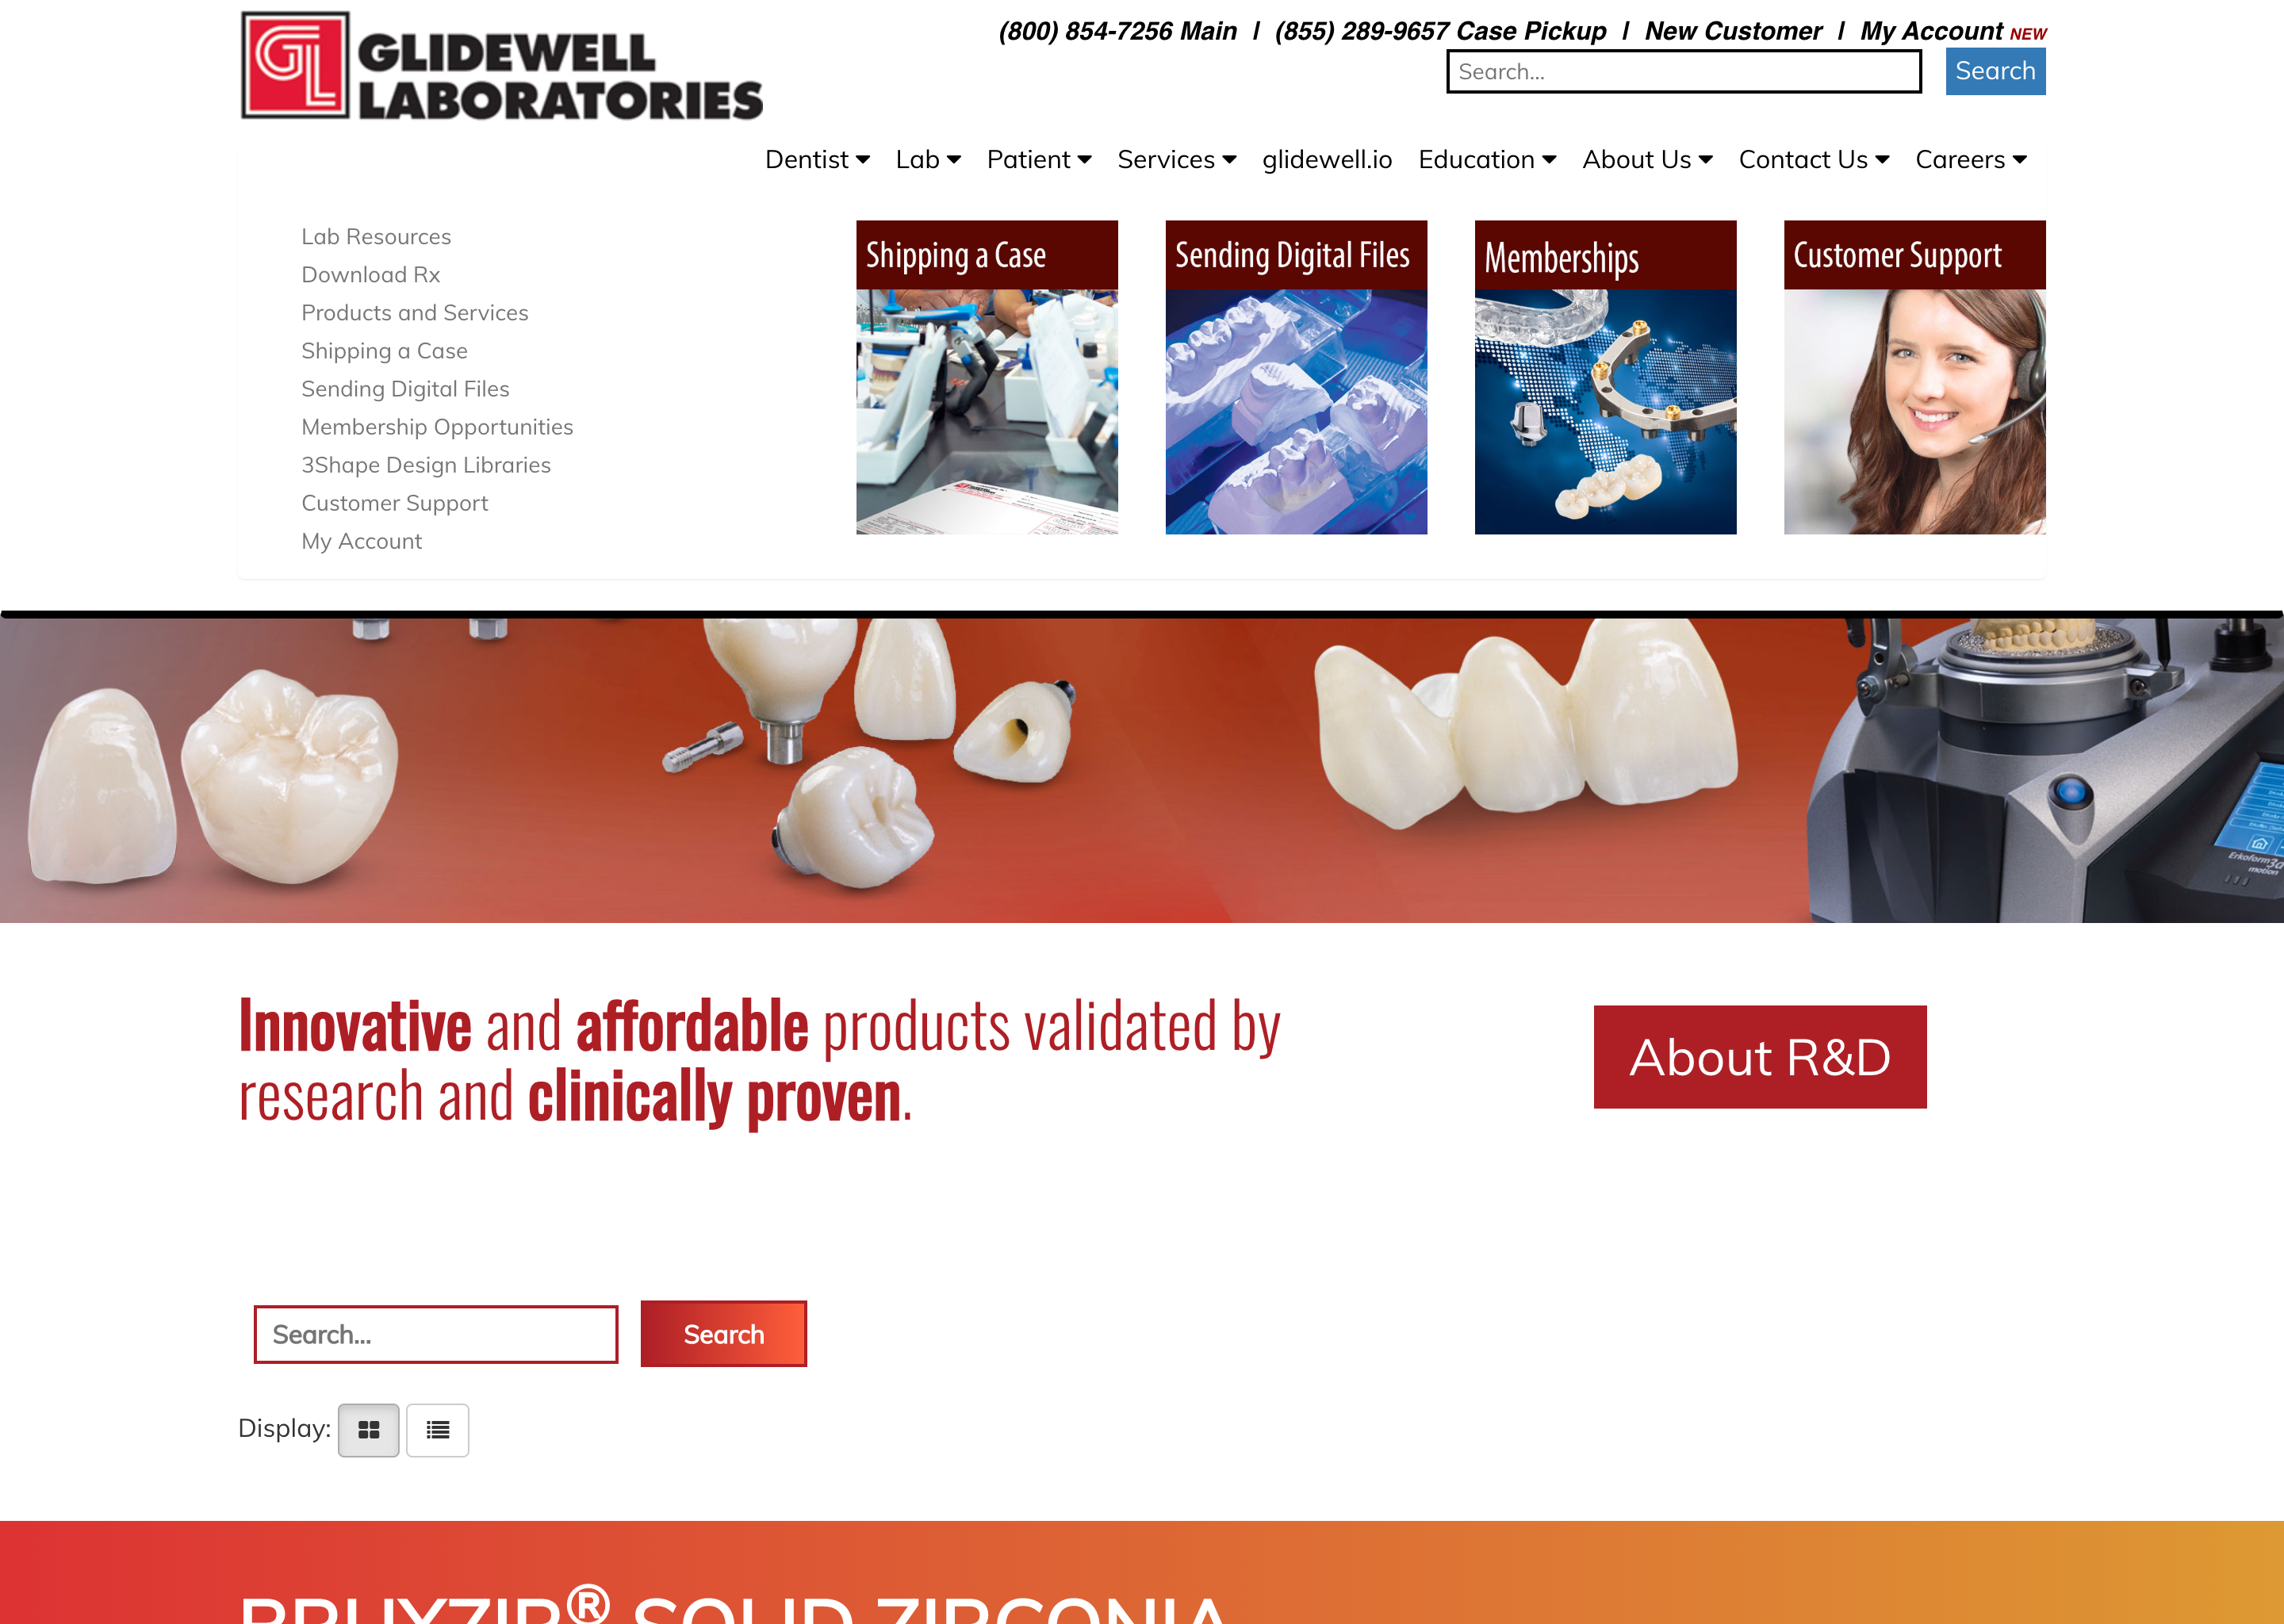 GL GLIDEWELL
LABORATORIES
(800) 854-7256 Main | (855) 289-9657 Case Pickup | New Customer | My Account NEW
Search...
Search
Dentist
Lab
Patient
Services
glidewell.io
Education
About Us
Contact Us
Careers
Lab Resources
Download Rx
Products and Services
Shipping a Case
Sending Digital Files
Membership Opportunities
3Shape Design Libraries
Customer Support
My Account
Shipping a Case
Sending Digital Files
Memberships
Customer Support
Erkoform3d
motion
Innovative and affordable products validated by
research and clinically proven.
About R&D
Search...
Search
Display:
BRUXZIR® SOLID ZIRCONIA